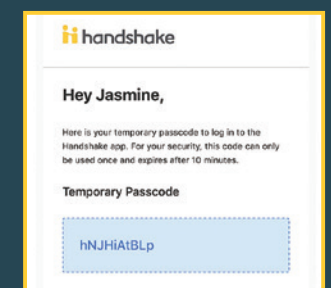 handshake
Hey Jasmine,
Here is your temporary passcode to log in to the
Handshake app. For your security, this code can only
be used once and expires after 10 minutes.
Temporary Passcode
hNJHiAtBLp